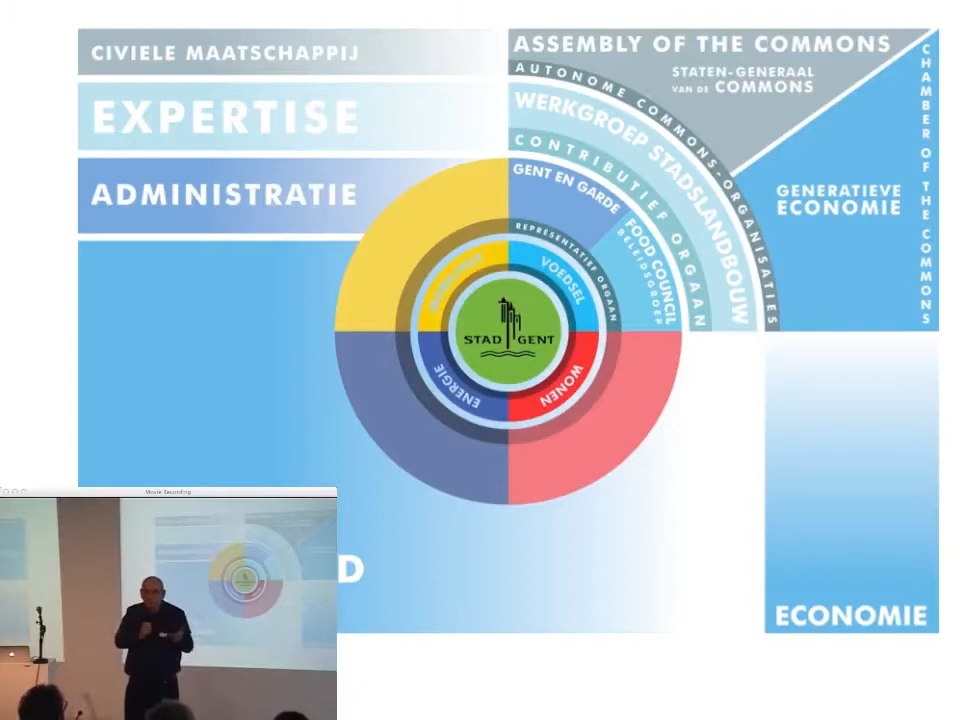 CIVIELE MAATSCHAPPIJ
EXPERTISE
ADMINISTRATIE
ASSEMBLY OF THE COMMONS
STATEN-GENERAAL
VAN DE COMMONS
AUTONOME COMMONS-ORGANISATIES
WERKGROEP STADSLANDBOUW
CONTRIBUTIEF ORGAAN
GENT EN GARDE
FOOD COUNCIL
BELEIDSGROEP
REPRESENTATIEF ORGAAN
GENERATIEVE
ECONOMIE
CHAMBER OF THE COMMONS
MOBILITEIT
VOEDSEL
STAD GENT
ENERGIE
WONEN
Movie Recording
D
ECONOMIE